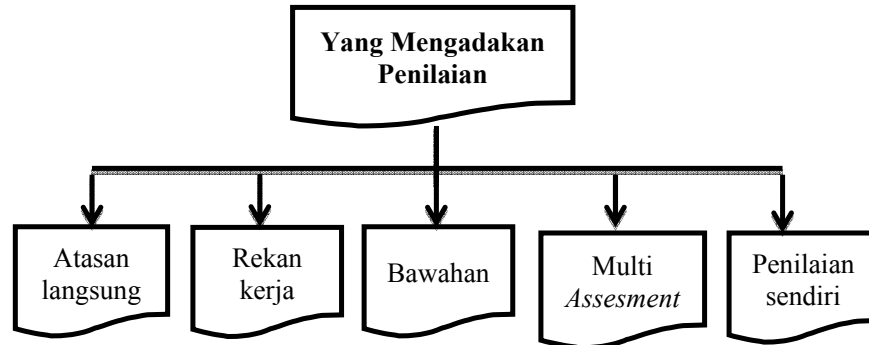 Yang Mengadakan
Penilaian
Atasan
langsung
Rekan
kerja
Bawahan
Multi
Assesment
Penilaian
sendiri